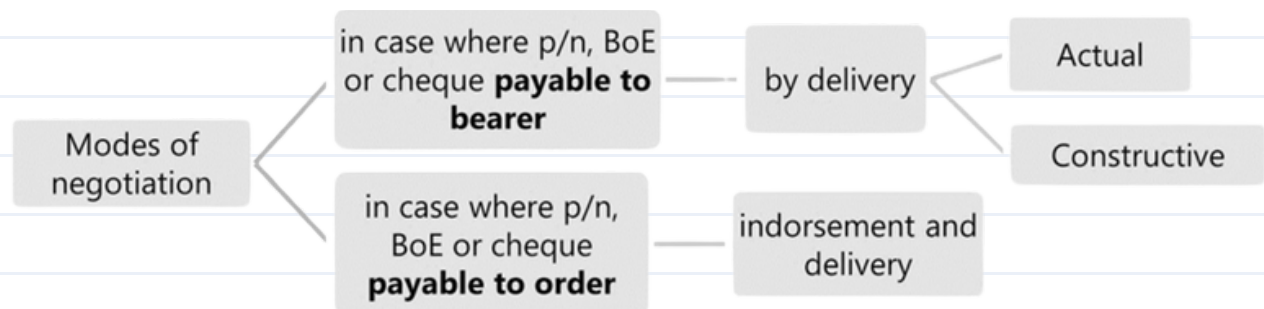 Modes of
negotiation
in case where p/n, BoE
or cheque payable to
bearer
by delivery
Actual
Constructive
in case where p/n,
BoE or cheque
payable to order
indorsement and
delivery